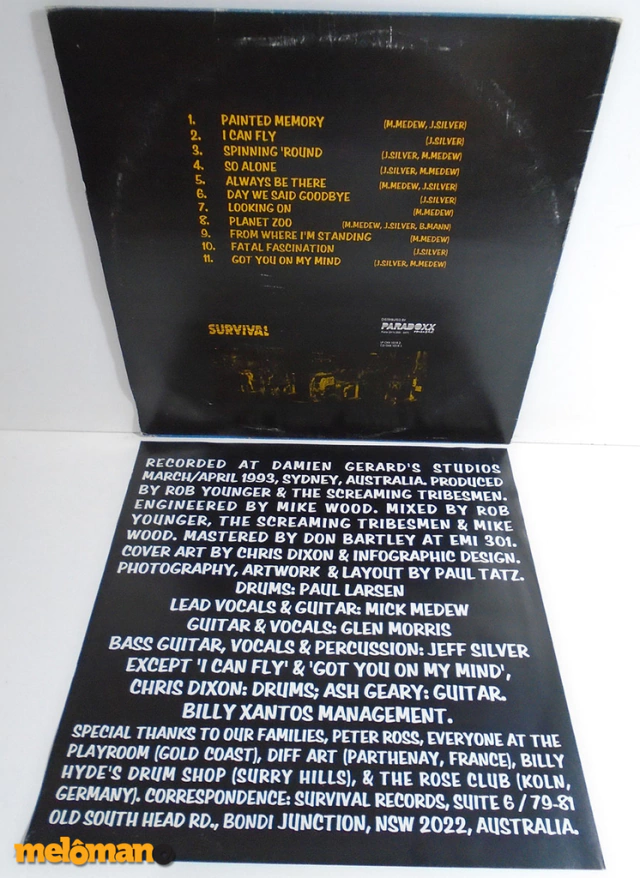 1. PAINTED MEMORY (M.MEDEW, J.SILVER)
2. I CAN FLY (J.SILVER)
3. SPINNING 'ROUND (J.SILVER, M.MEDEW)
4. SO ALONE (J.SILVER, M.MEDEW)
5. ALWAYS BE THERE (M.MEDEW, J.SILVER)
6. DAY WE SAID GOODBYE (J.SILVER)
7. LOOKING ON (M.MEDEW)
8. PLANET ZOO (M.MEDEW, J.SILVER, B.MANN)
9. FROM WHERE I'M STANDING (M.MEDEW)
10. FATAL FASCINATION (J.SILVER)
11. GOT YOU ON MY MIND (J.SILVER, M.MEDEW)
SURVIVAL
DISTRIBUTED BY
PARADOXX
RECORDED AT DAMIEN GERARD'S STUDIOS
MARCH/APRIL 1993, SYDNEY, AUSTRALIA. PRODUCED
BY ROB YOUNGER & THE SCREAMING TRIBESMEN.
ENGINEERED BY MIKE WOOD. MIXED BY ROB
YOUNGER, THE SCREAMING TRIBESMEN & MIKE
WOOD. MASTERED BY DON BARTLEY AT EMI 301.
COVER ART BY CHRIS DIXON & INFOGRAPHIC DESIGN.
PHOTOGRAPHY, ARTWORK & LAYOUT BY PAUL TATZ.
DRUMS: PAUL LARSEN
LEAD VOCALS & GUITAR: MICK MEDEW
GUITAR & VOCALS: GLEN MORRIS
BASS GUITAR, VOCALS & PERCUSSION: JEFF SILVER
EXCEPT 'I CAN FLY' & 'GOT YOU ON MY MIND',
CHRIS DIXON: DRUMS; ASH GEARY: GUITAR.
BILLY XANTOS MANAGEMENT.
SPECIAL THANKS TO OUR FAMILIES, PETER ROSS, EVERYONE AT THE
PLAYROOM (GOLD COAST), DIFF ART (PARTHENAY, FRANCE), BILLY
HYDE'S DRUM SHOP (SURRY HILLS), & THE ROSE CLUB (KOLN,
GERMANY). CORRESPONDENCE: SURVIVAL RECORDS, SUITE 6 / 79-81
OLD SOUTH HEAD RD., BONDI JUNCTION, NSW 2022, AUSTRALIA.
melôman